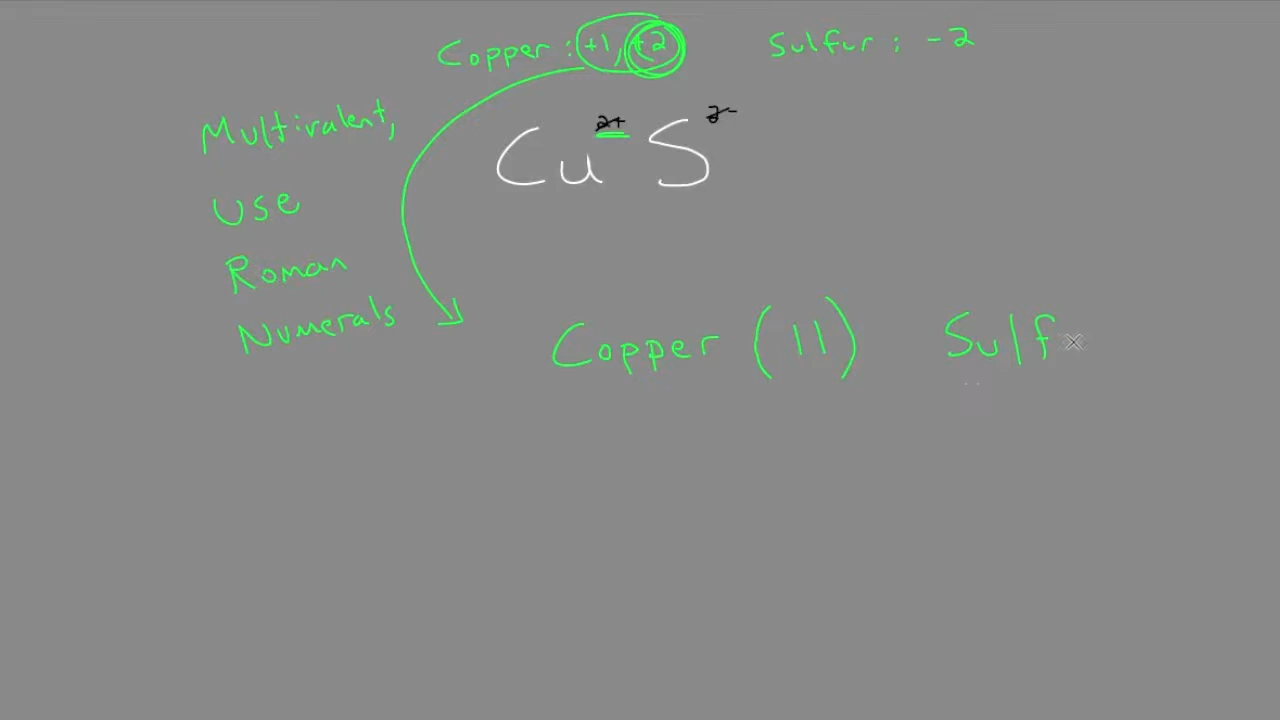 Copper : +1, +2 Sulfur : -2
Multivalent,
Use
Roman
Numerals
Cu 2+ S 2-
Copper (II) Sulf